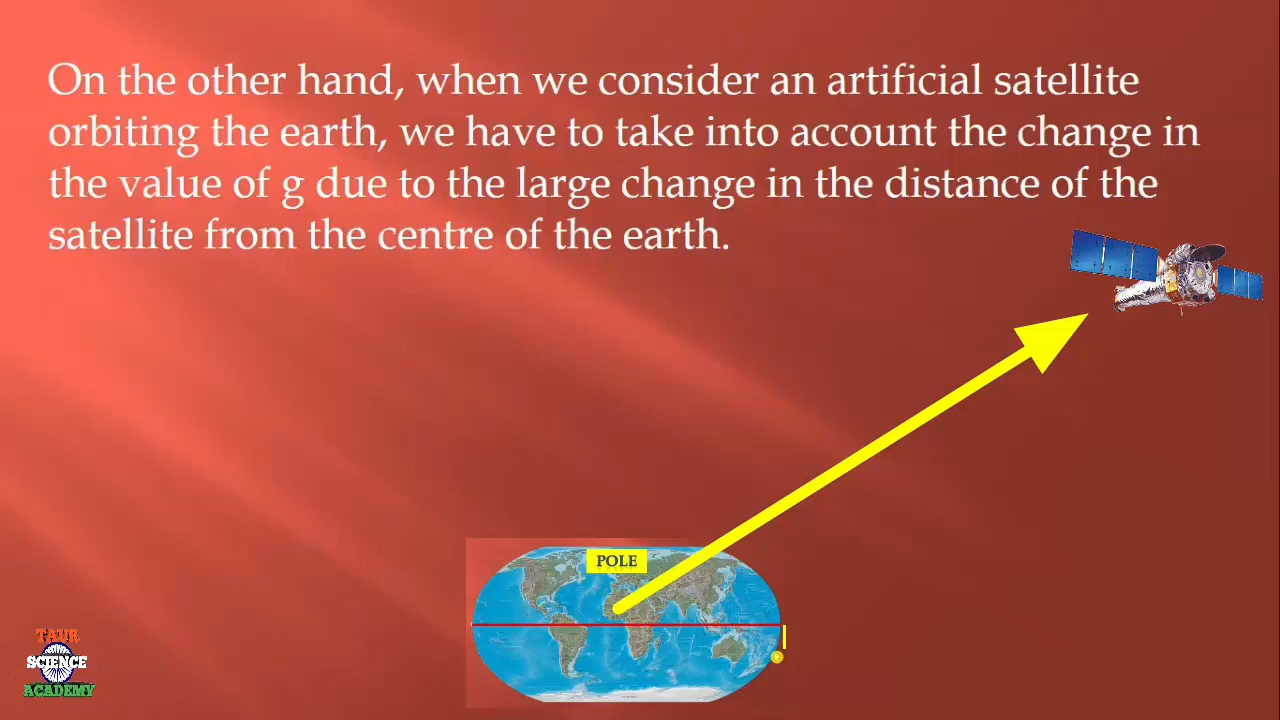 On the other hand, when we consider an artificial satellite
orbiting the earth, we have to take into account the change in
the value of g due to the large change in the distance of the
satellite from the centre of the earth.
POLE
TAUR
SCIENCE
ACADEMY